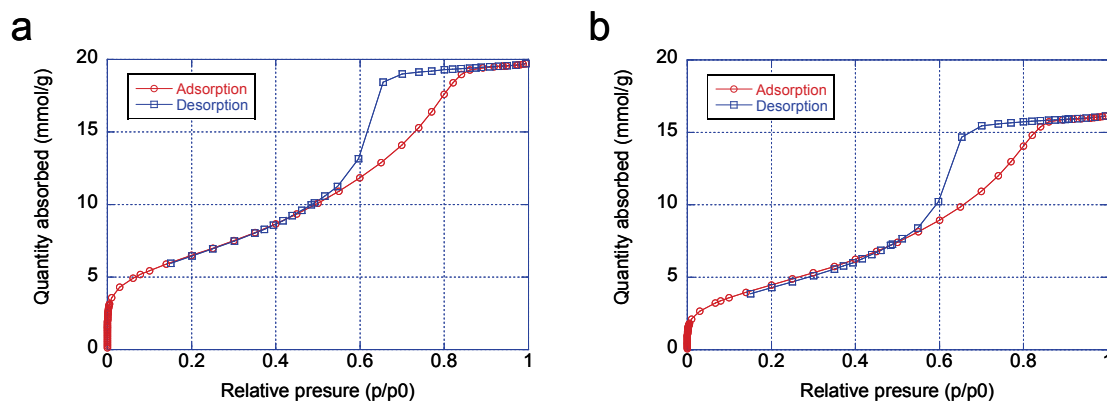 a
Quantity absorbed (mmol/g)
20
15
10
5
0
Adsorption
Desorption
0
0.2
0.4
0.6
0.8
1
Relative presure (p/p0)
b
Quantity absorbed (mmol/g)
20
15
10
5
0
Adsorption
Desorption
0
0.2
0.4
0.6
0.8
1
Relative presure (p/p0)